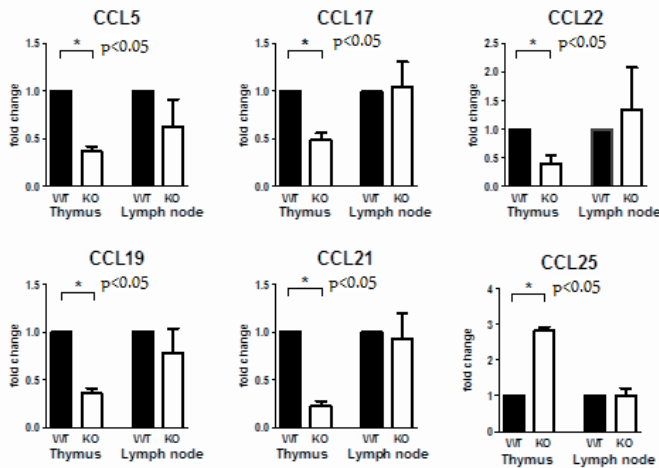 CCL5
* p<0.05
fold change
1.5
1.0
0.5
0.0
WT KO WT KO
Thymus Lymph node
CCL17
* p<0.05
fold change
1.5
1.0
0.5
0.0
WT KO WT KO
Thymus Lymph node
CCL22
* p<0.05
fold change
2.5
2.0
1.5
1.0
0.5
0.0
WT KO WT KO
Thymus Lymph node
CCL19
* p<0.05
fold change
1.5
1.0
0.5
0.0
WT KO WT KO
Thymus Lymph node
CCL21
* p<0.05
fold change
1.5
1.0
0.5
0.0
WT KO WT KO
Thymus Lymph node
CCL25
* p<0.05
fold change
4
3
2
1
0
WT KO WT KO
Thymus Lymph node